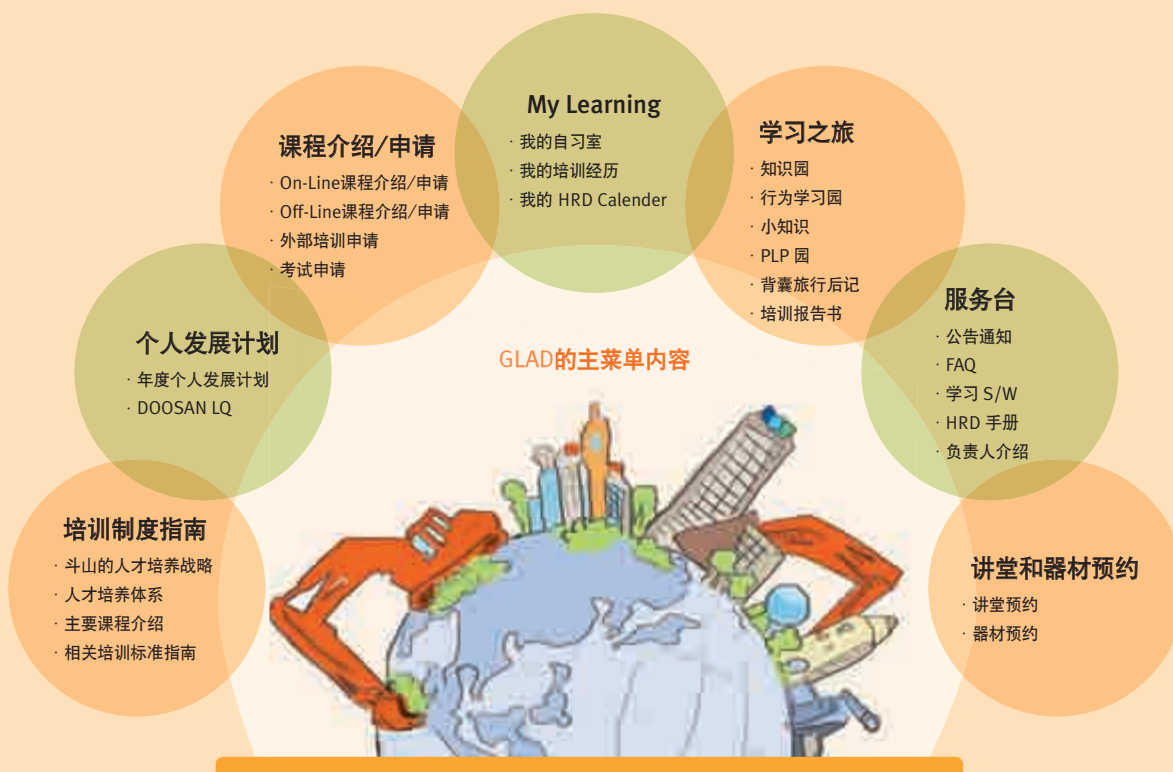 My Learning
· 我的自习室
· 我的培训经历
· 我的 HRD Calender
课程介绍/申请
· On-Line课程介绍/申请
· Off-Line课程介绍/申请
· 外部培训申请
· 考试申请
学习之旅
· 知识园
· 行为学习园
· 小知识
· PLP 园
· 背囊旅行后记
· 培训报告书
个人发展计划
· 年度个人发展计划
· DOOSAN LQ
服务台
· 公告通知
· FAQ
· 学习 S/W
· HRD 手册
· 负责人介绍
GLAD的主菜单内容
培训制度指南
· 斗山的人才培养战略
· 人才培养体系
· 主要课程介绍
· 相关培训标准指南
讲堂和器材预约
· 讲堂预约
· 器材预约